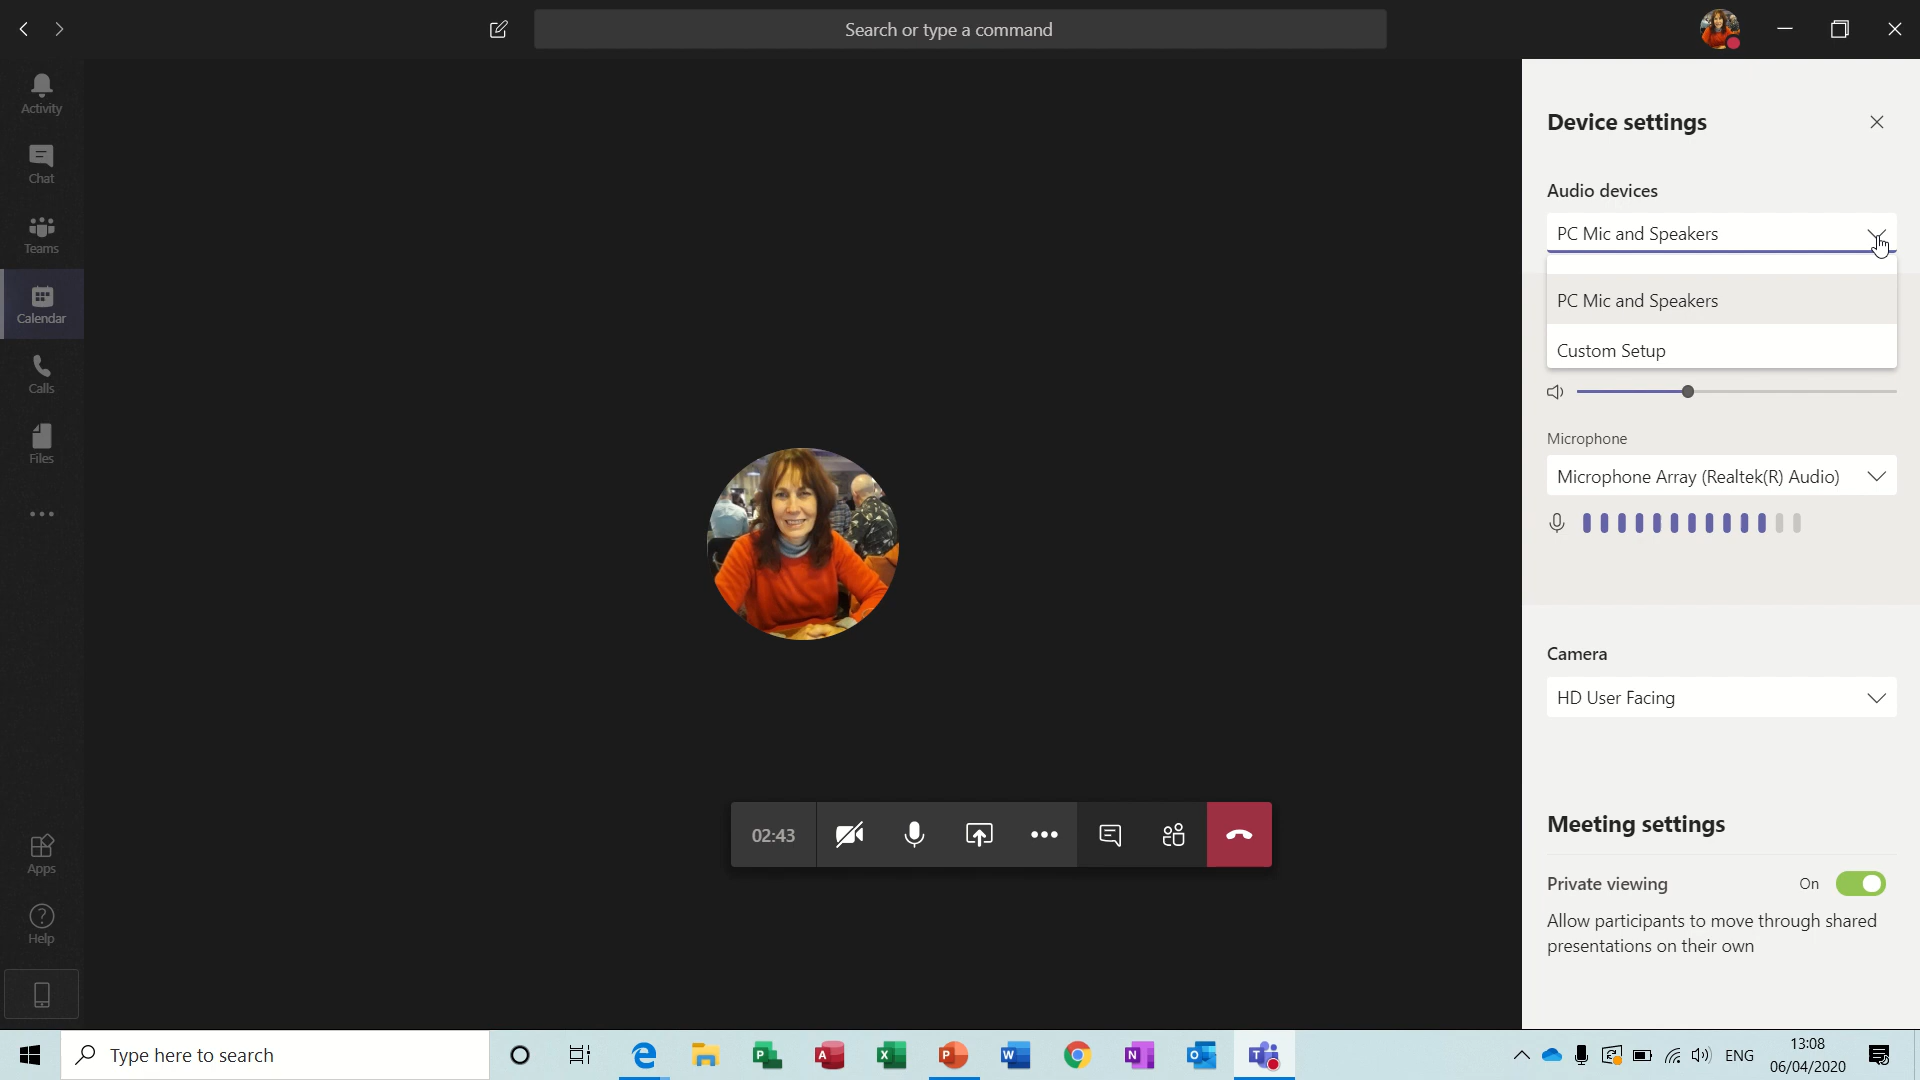 Search or type a command
Activity
Chat
Teams
Calendar
Calls
Files
Apps
Help
02:43
Device settings
Audio devices
PC Mic and Speakers
PC Mic and Speakers
Custom Setup
Microphone
Microphone Array (Realtek(R) Audio)
Camera
HD User Facing
Meeting settings
Private viewing On
Allow participants to move through shared
presentations on their own
Type here to search
ENG
13:08
06/04/2020